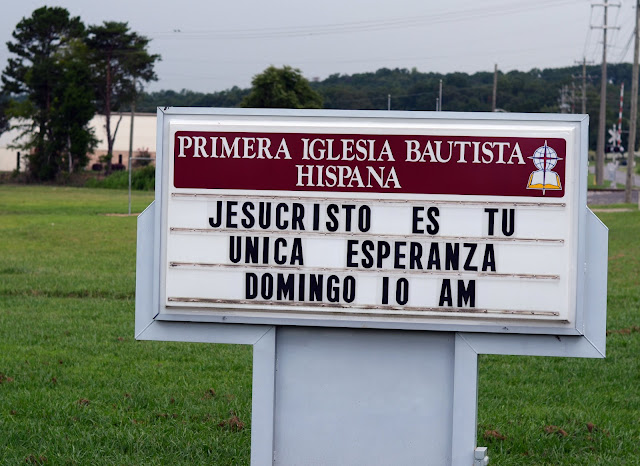 PRIMERA IGLESIA BAUTISTA
HISPANA
JESUCRISTO ES TU
UNICA ESPERANZA
DOMINGO 10 AM